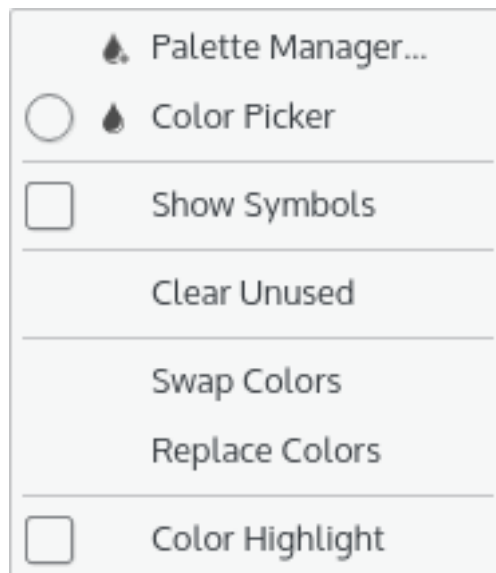 Palette Manager...
Color Picker
Show Symbols
Clear Unused
Swap Colors
Replace Colors
Color Highlight